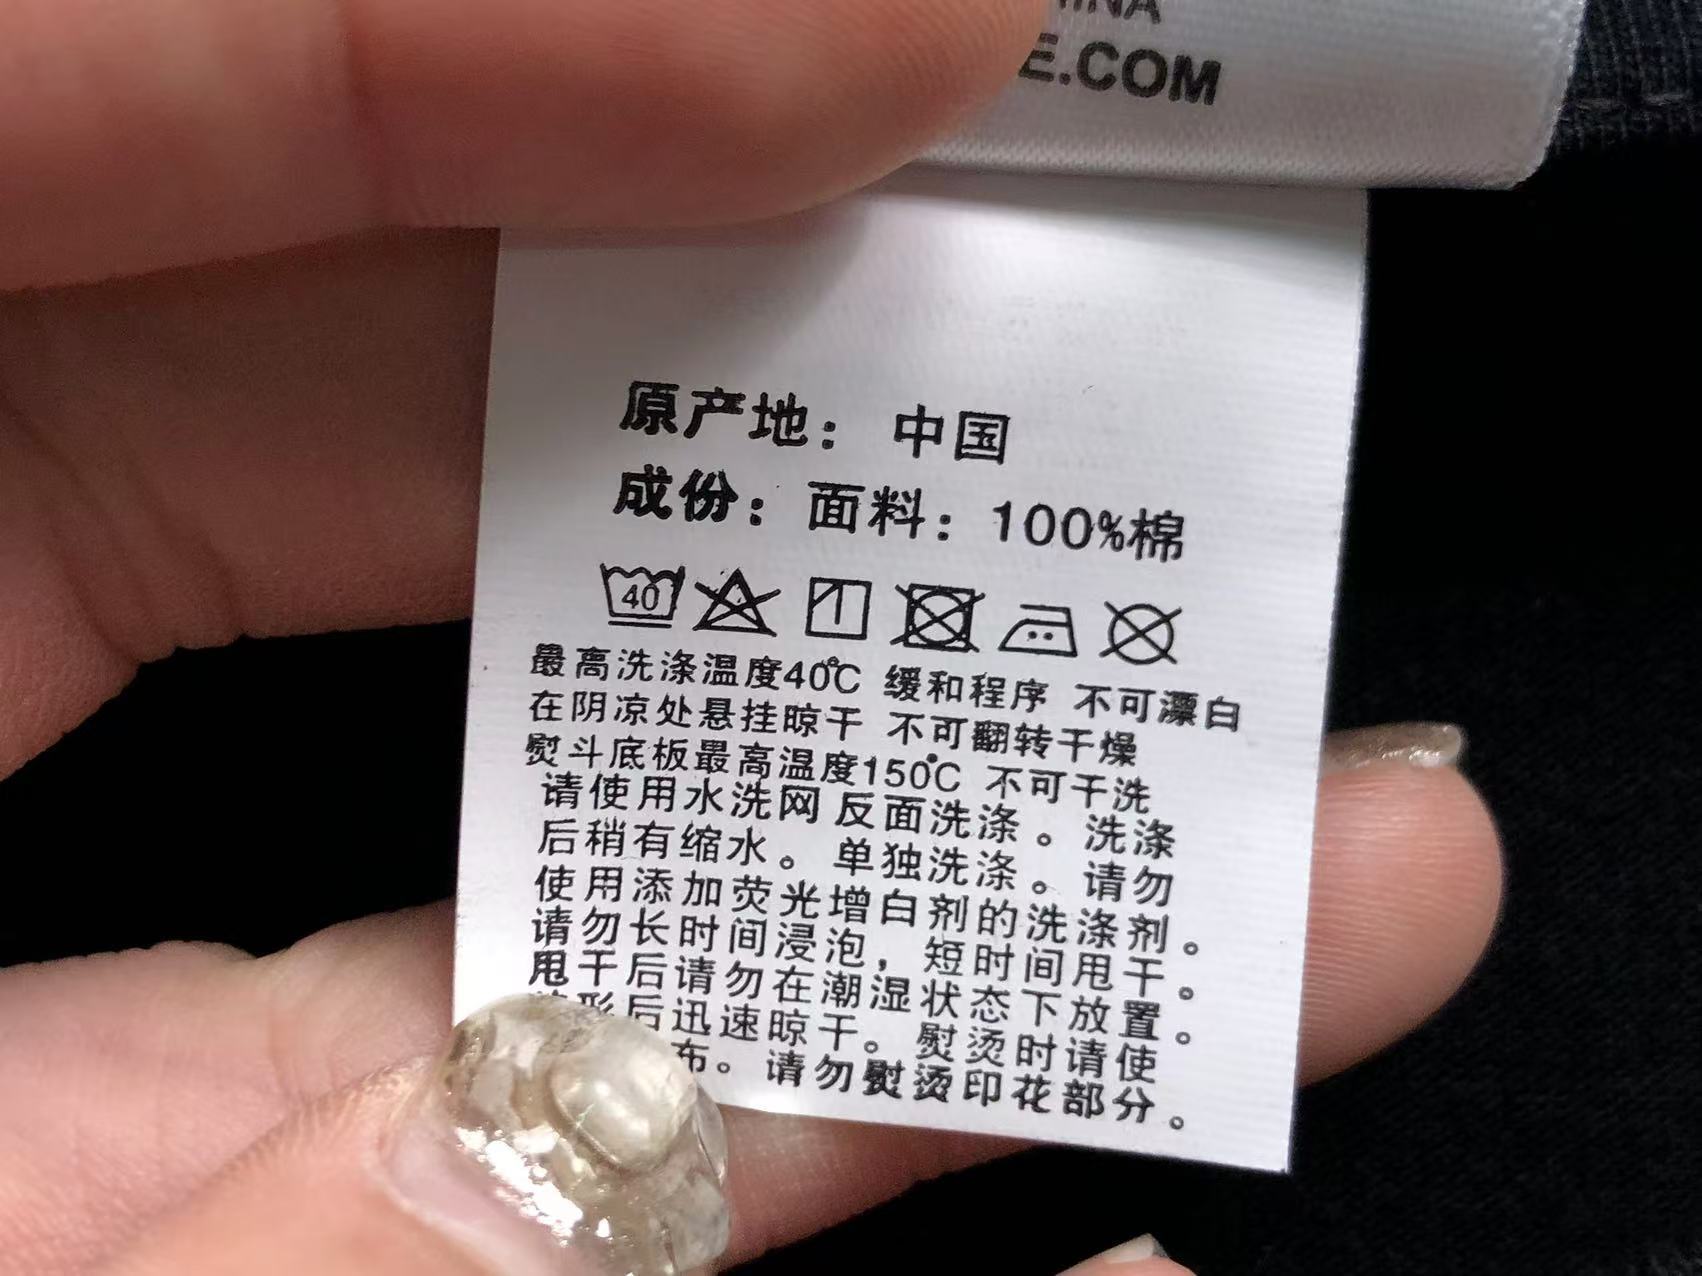 E.COM
原产地： 中国
成份：面料：100%棉
40
最高洗涤温度40℃ 缓和程序 不可漂白
在阴凉处悬挂晾干 不可翻转干燥
熨斗底板最高温度150℃ 不可干洗
请使用水洗网 反面洗涤。洗涤
后稍有缩水。单独洗涤。请勿
使用添加荧光增白剂的洗涤剂。
请勿长时间浸泡，短时间甩干。
甩干后请勿在潮湿状态下放置。
形后迅速晾干。熨烫时请使
布。请勿熨烫印花部分。